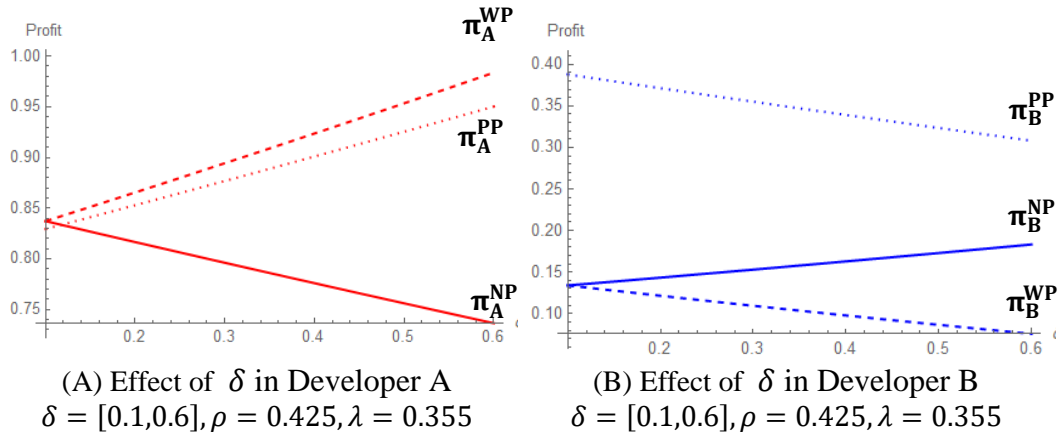 Profit
π_A^WP
1.00
0.95
π_A^PP
0.90
0.85
0.80
π_A^NP
0.75
0.2 0.3 0.4 0.5 0.6
(A) Effect of δ in Developer A
δ = [0.1,0.6], ρ = 0.425, λ = 0.355
Profit
0.40
π_B^PP
0.30
0.25
0.20
π_B^NP
0.15
π_B^WP
0.10
0.2 0.3 0.4 0.5 0.6
(B) Effect of δ in Developer B
δ = [0.1,0.6], ρ = 0.425, λ = 0.355